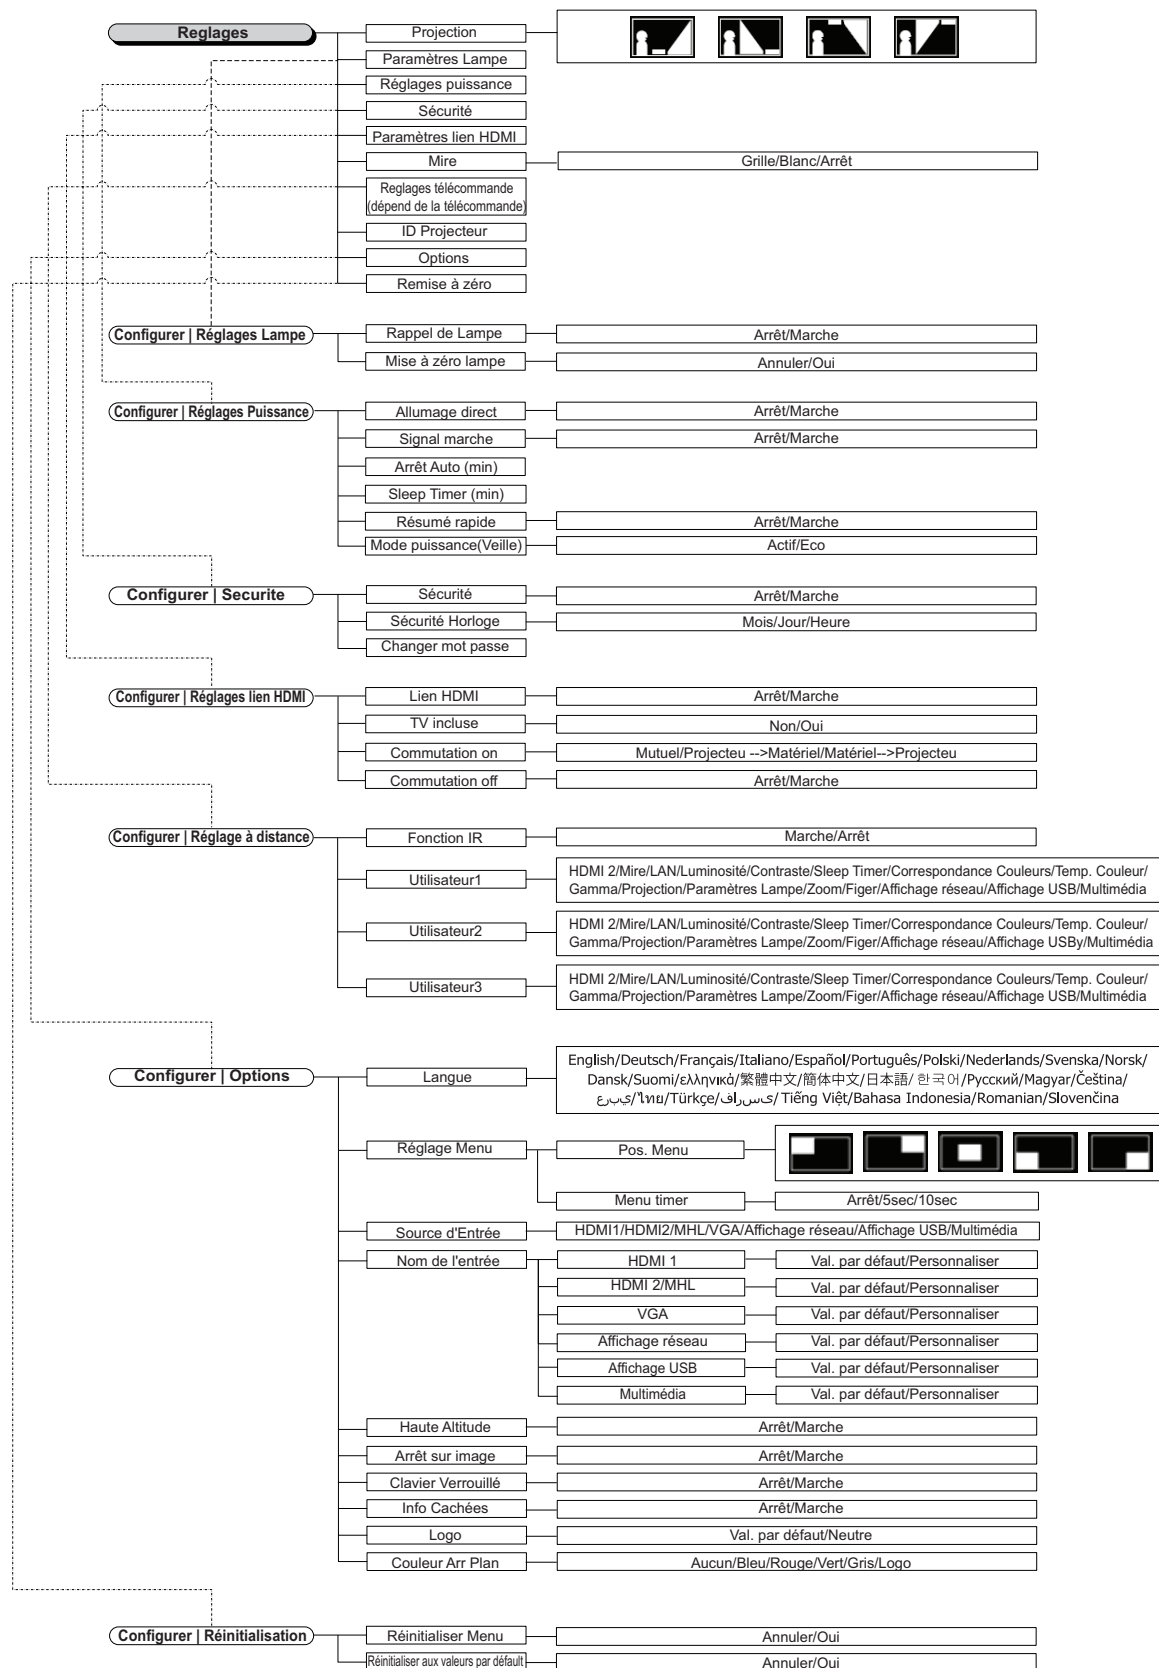 Reglages
Projection
Paramètres Lampe
Réglages puissance
Sécurité
Paramètres lien HDMI
Mire
Grille/Blanc/Arrêt
Reglages télécommande
(dépend de la télécommande)
ID Projecteur
Options
Remise à zéro
Configurer | Réglages Lampe
Rappel de Lampe
Arrêt/Marche
Mise à zéro lampe
Annuler/Oui
Configurer | Réglages Puissance
Allumage direct
Arrêt/Marche
Signal marche
Arrêt/Marche
Arrêt Auto (min)
Sleep Timer (min)
Résumé rapide
Arrêt/Marche
Mode puissance(Veille)
Actif/Eco
Configurer | Securite
Sécurité
Arrêt/Marche
Sécurité Horloge
Mois/Jour/Heure
Changer mot passe
Configurer | Réglages lien HDMI
Lien HDMI
Arrêt/Marche
TV incluse
Non/Oui
Commutation on
Mutuel/Projecteu -->Matériel/Matériel-->Projecteu
Commutation off
Arrêt/Marche
Configurer | Réglage à distance
Fonction IR
Marche/Arrêt
Utilisateur1
HDMI 2/Mire/LAN/Luminosité/Contraste/Sleep Timer/Correspondance Couleurs/Temp. Couleur/
Gamma/Projection/Paramètres Lampe/Zoom/Figer/Affichage réseau/Affichage USB/Multimédia
Utilisateur2
HDMI 2/Mire/LAN/Luminosité/Contraste/Sleep Timer/Correspondance Couleurs/Temp. Couleur/
Gamma/Projection/Paramètres Lampe/Zoom/Figer/Affichage réseau/Affichage USBy/Multimédia
Utilisateur3
HDMI 2/Mire/LAN/Luminosité/Contraste/Sleep Timer/Correspondance Couleurs/Temp. Couleur/
Gamma/Projection/Paramètres Lampe/Zoom/Figer/Affichage réseau/Affichage USB/Multimédia
Configurer | Options
Langue
English/Deutsch/Français/Italiano/Español/Português/Polski/Nederlands/Svenska/Norsk/
Dansk/Suomi/ελληνικά/繁體中文/簡体中文/日本語/한국어/Русский/Magyar/Čeština/
يبرع/ไทย/Türkçe/ىسراف/Tiếng Việt/Bahasa Indonesia/Romanian/Slovenčina
Réglage Menu
Pos. Menu
Menu timer
Arrêt/5sec/10sec
Source d'Entrée
HDMI1/HDMI2/MHL/VGA/Affichage réseau/Affichage USB/Multimédia
Nom de l'entrée
HDMI 1
Val. par défaut/Personnaliser
HDMI 2/MHL
Val. par défaut/Personnaliser
VGA
Val. par défaut/Personnaliser
Affichage réseau
Val. par défaut/Personnaliser
Affichage USB
Val. par défaut/Personnaliser
Multimédia
Val. par défaut/Personnaliser
Haute Altitude
Arrêt/Marche
Arrêt sur image
Arrêt/Marche
Clavier Verrouillé
Arrêt/Marche
Info Cachées
Arrêt/Marche
Logo
Val. par défaut/Neutre
Couleur Arr Plan
Aucun/Bleu/Rouge/Vert/Gris/Logo
Configurer | Réinitialisation
Réinitialiser Menu
Annuler/Oui
Réinitialiser aux valeurs par défault
Annuler/Oui